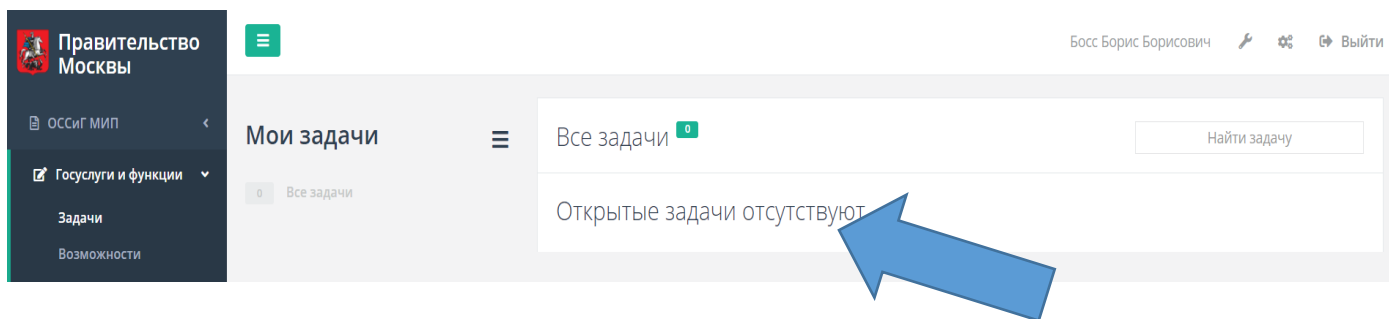 Правительство
Москвы
Босс Борис Борисович
Выйти
ОССиГ МИП
Госуслуги и функции
Задачи
Возможности
Мои задачи
0 Все задачи
Все задачи 0
Найти задачу
Открытые задачи отсутствуют